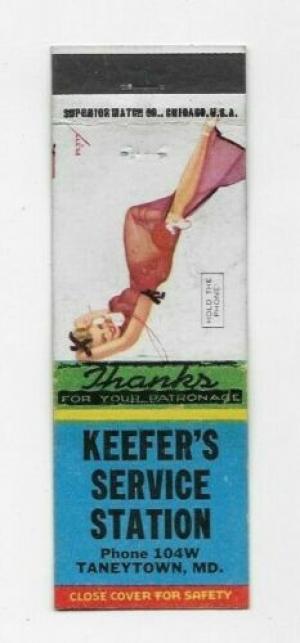 SUPERIOR MATCH CO., CHICAGO, U.S.A.
HOLD THE
PHONE
Thanks
FOR YOUR PATRONAGE
KEEFER'S
SERVICE
STATION
Phone 104W
TANEYTOWN, MD.
CLOSE COVER FOR SAFETY